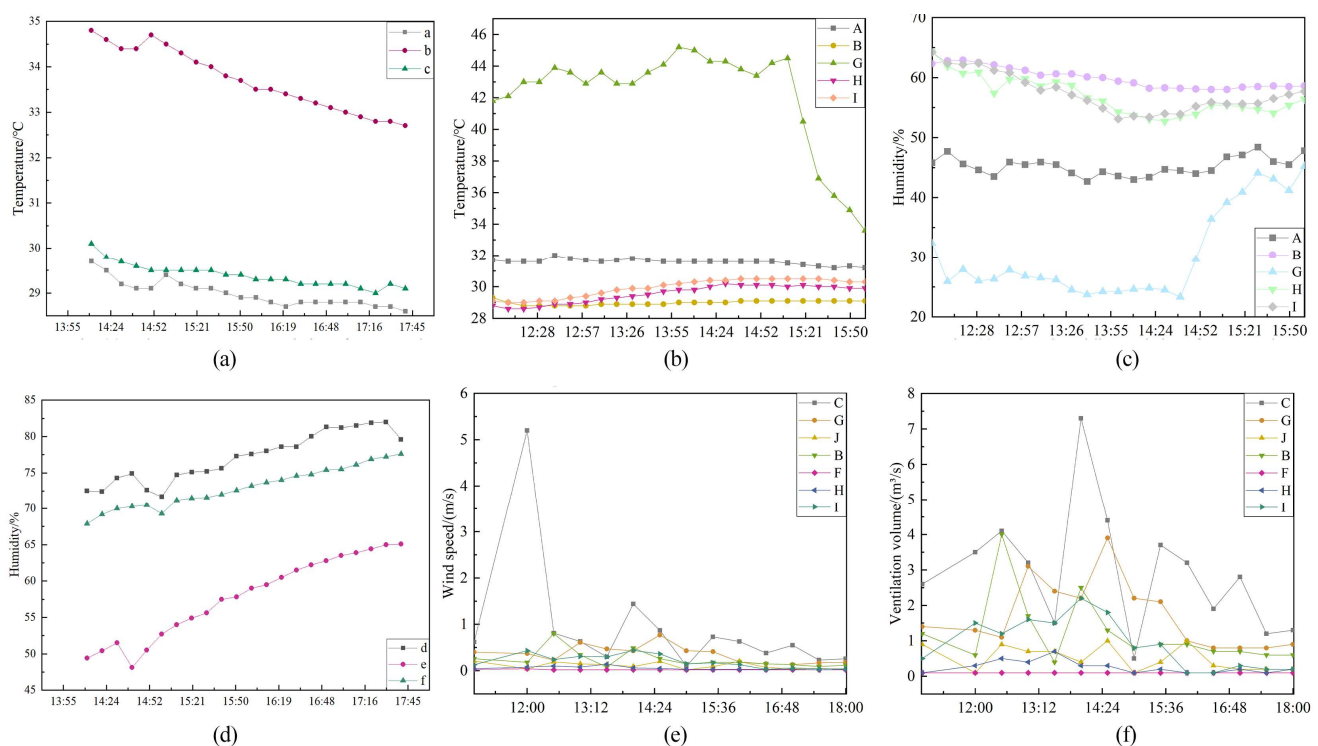 35
34
33
32
31
30
29
Temperature/°C
13:55 14:24 14:52 15:21 15:50 16:19 16:48 17:16 17:45
a
b
c
(a)
46
44
42
40
38
36
34
32
30
28
Temperature/°C
12:28 12:57 13:26 13:55 14:24 14:52 15:21 15:50
A
B
G
H
I
(b)
70
60
50
40
30
20
Humidity/%
12:28 12:57 13:26 13:55 14:24 14:52 15:21 15:50
A
B
G
H
I
(c)
85
80
75
70
65
60
55
50
45
Humidity/%
13:55 14:24 14:52 15:21 15:50 16:19 16:48 17:16 17:45
d
e
f
(d)
6
5
4
3
2
1
0
Wind speed/(m/s)
12:00 13:12 14:24 15:36 16:48 18:00
C
G
J
B
F
H
I
(e)
8
7
6
5
4
3
2
1
0
Ventilation volume/(m³/s)
12:00 13:12 14:24 15:36 16:48 18:00
C
G
J
B
F
H
I
(f)